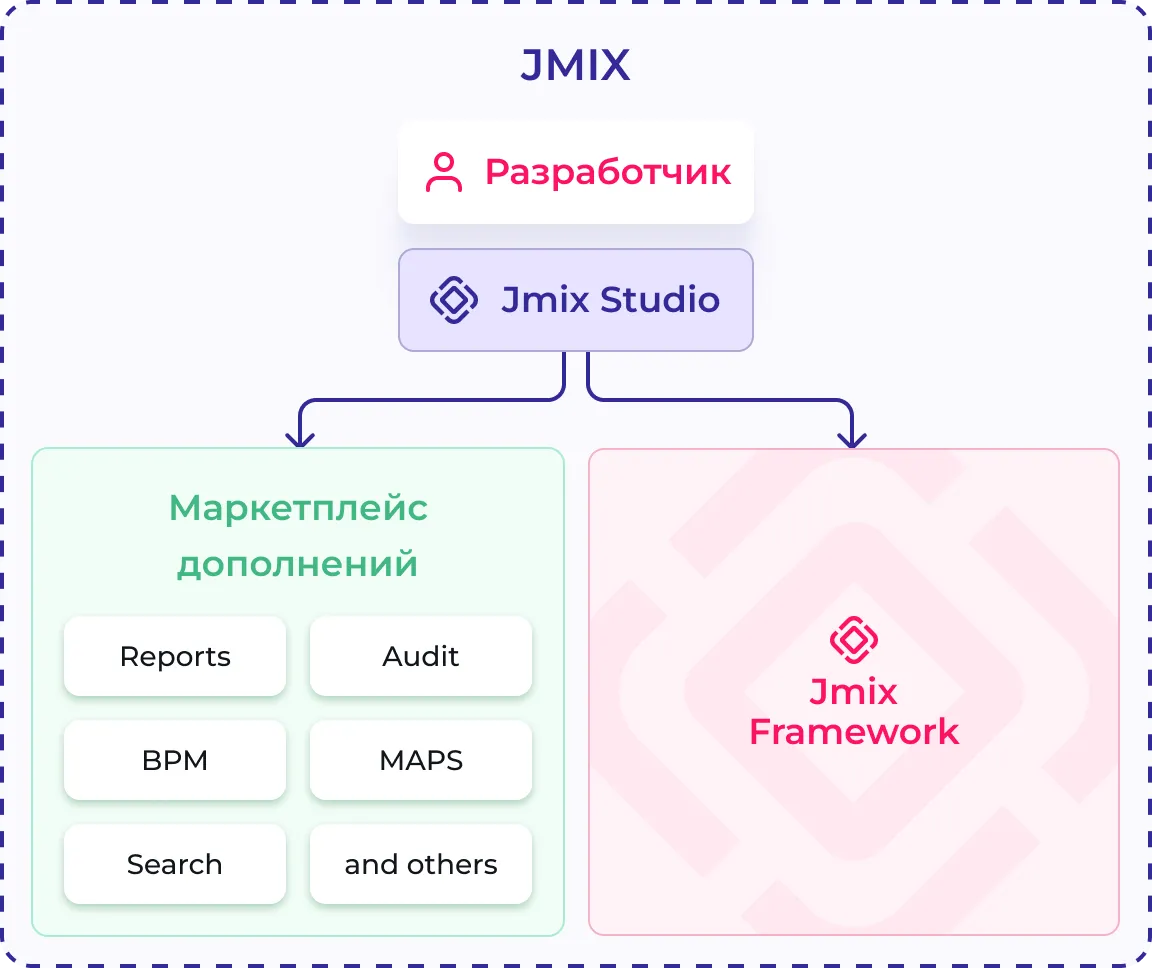 JMIX
Разработчик
Jmix Studio
Маркетплейс
дополнений
Reports
Audit
BPM
MAPS
Search
and others
Jmix
Framework